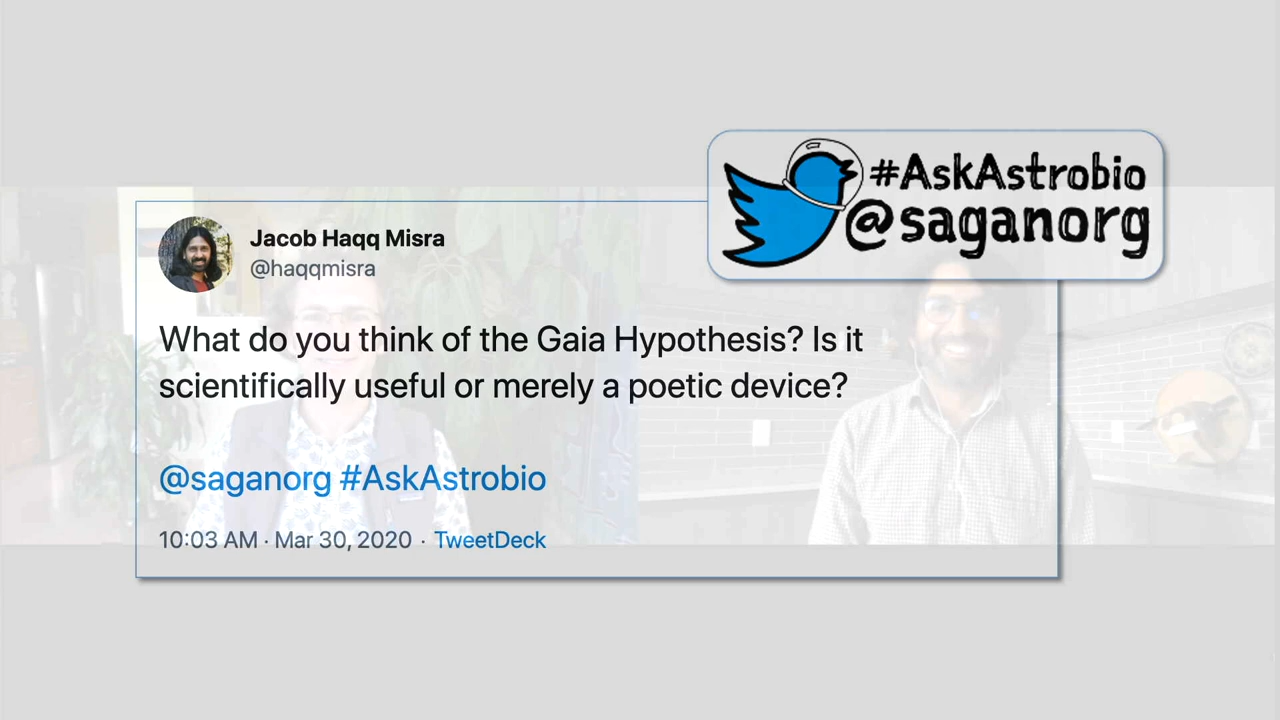 #AskAstrobio
@saganorg
Jacob Haqq Misra
@haqqmisra
What do you think of the Gaia Hypothesis? Is it
scientifically useful or merely a poetic device?
@saganorg #AskAstrobio
10:03 AM · Mar 30, 2020 · TweetDeck